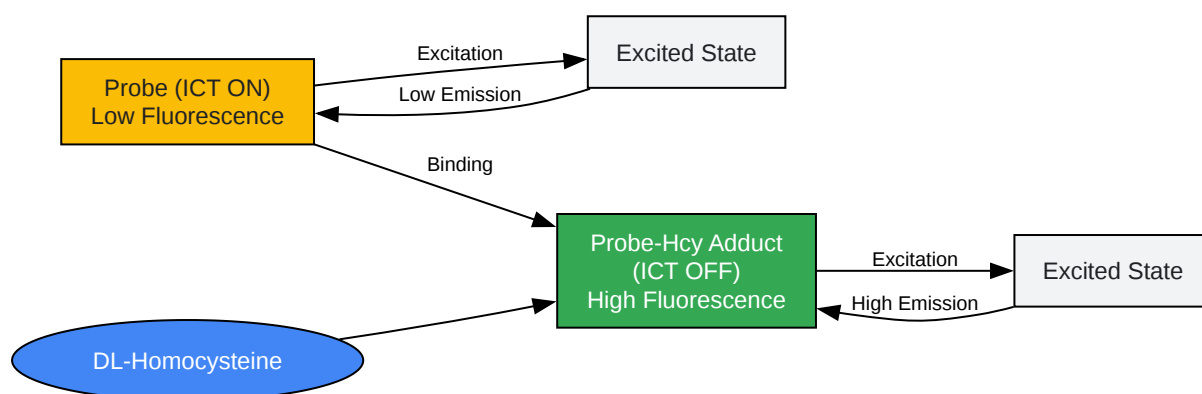 Excitation
Excited State
Probe (ICT ON)
Low Fluorescence
Low Emission
Binding
Probe-Hcy Adduct
(ICT OFF)
High Fluorescence
Excitation
Excited State
High Emission
DL-Homocysteine